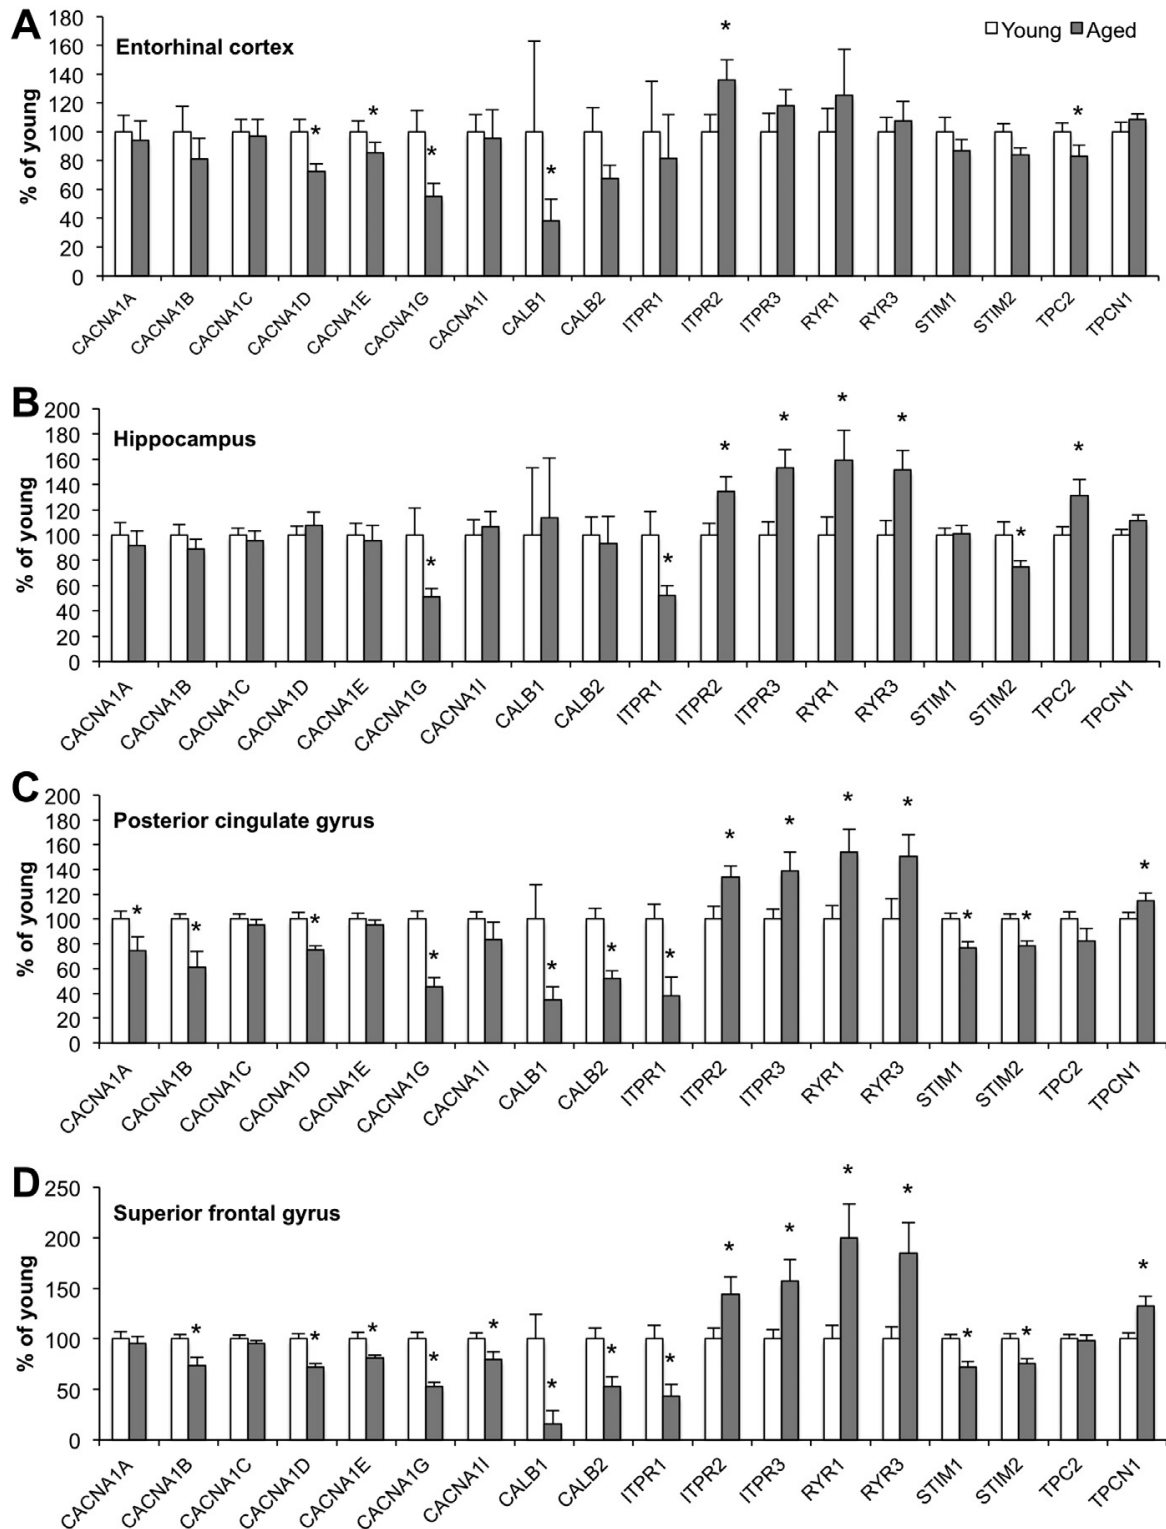 A
Entorhinal cortex
Young Aged
% of young
180
160
140
120
100
80
60
40
20
0
* * * * * * *
CACNA1A CACNA1B CACNA1C CACNA1D CACNA1E CACNA1G CACNA1I CALB1 CALB2 ITPR1 ITPR2 ITPR3 RYR1 RYR3 STIM1 STIM2 TPC2 TPCN1
B
Hippocampus
% of young
200
180
160
140
120
100
80
60
40
20
0
* * * * * * * *
CACNA1A CACNA1B CACNA1C CACNA1D CACNA1E CACNA1G CACNA1I CALB1 CALB2 ITPR1 ITPR2 ITPR3 RYR1 RYR3 STIM1 STIM2 TPC2 TPCN1
C
Posterior cingulate gyrus
% of young
200
180
160
140
120
100
80
60
40
20
0
* * * * * * * * * * * * * *
CACNA1A CACNA1B CACNA1C CACNA1D CACNA1E CACNA1G CACNA1I CALB1 CALB2 ITPR1 ITPR2 ITPR3 RYR1 RYR3 STIM1 STIM2 TPC2 TPCN1
D
Superior frontal gyrus
% of young
250
200
150
100
50
0
* * * * * * * * * * * * * * *
CACNA1A CACNA1B CACNA1C CACNA1D CACNA1E CACNA1G CACNA1I CALB1 CALB2 ITPR1 ITPR2 ITPR3 RYR1 RYR3 STIM1 STIM2 TPC2 TPCN1